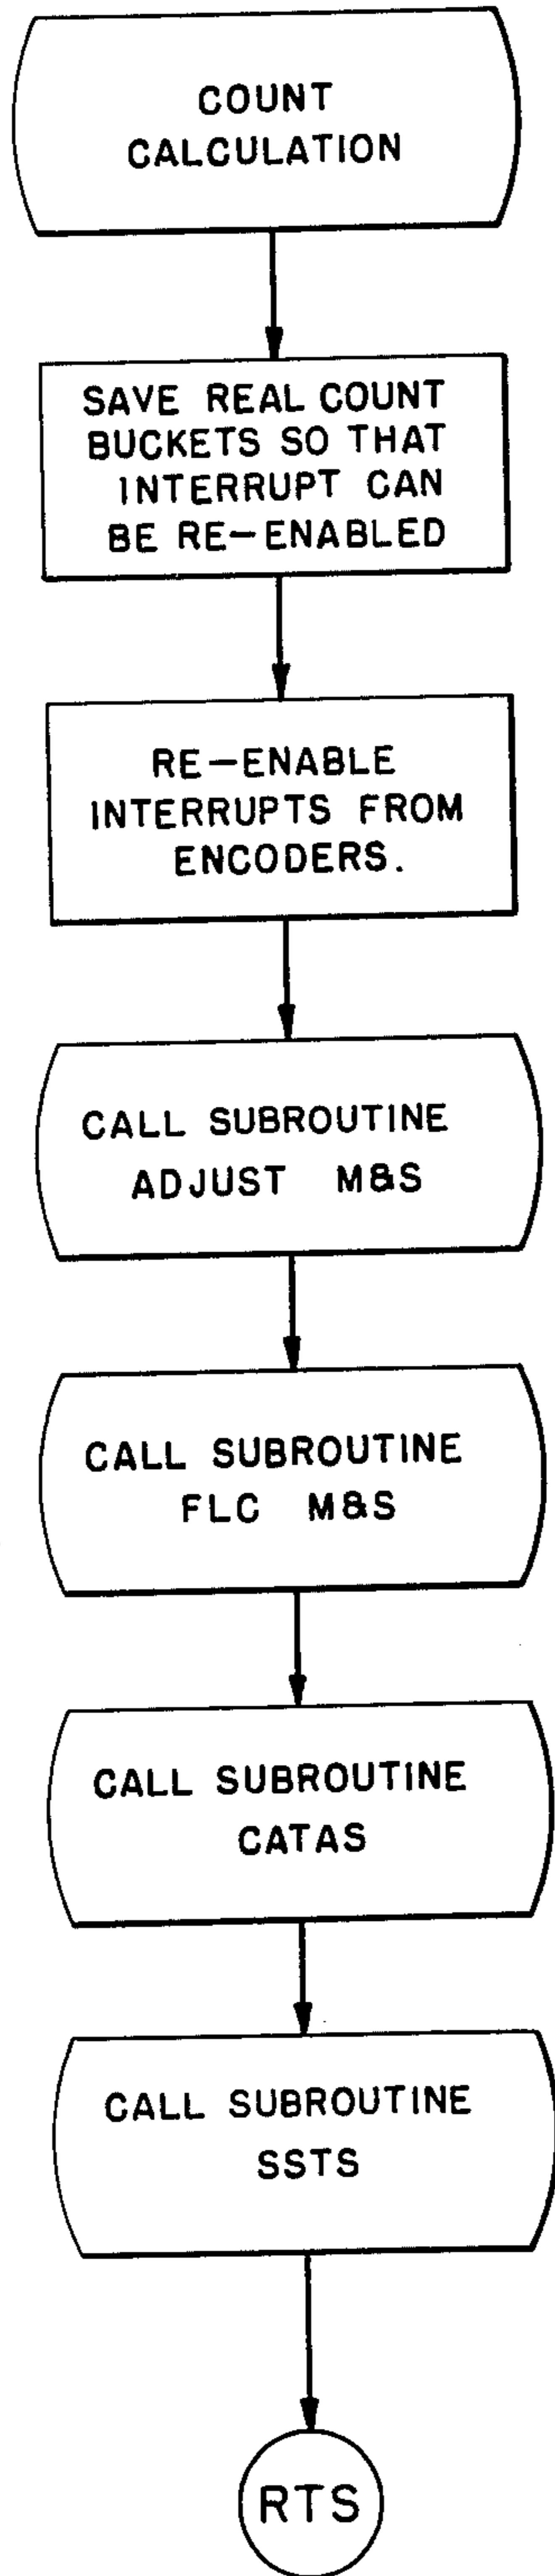 COUNT
CALCULATION
SAVE REAL COUNT
BUCKETS SO THAT
INTERRUPT CAN
BE RE-ENABLED
RE-ENABLE
INTERRUPTS FROM
ENCODERS.
CALL SUBROUTINE
ADJUST M&S
CALL SUBROUTINE
FLC M&S
CALL SUBROUTINE
CATAS
CALL SUBROUTINE
SSTS
RTS